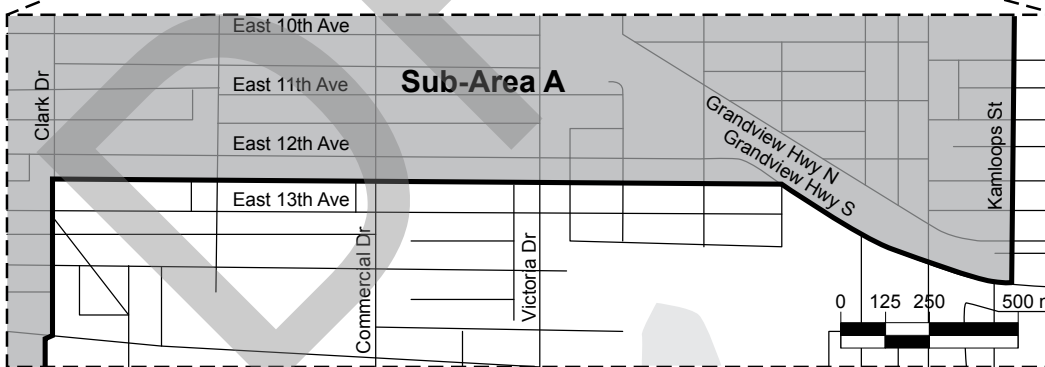 East 10th Ave
Sub-Area A
East 11th Ave
Clark Dr
Grandview Hwy N
Grandview Hwy S
Kamloops St
East 12th Ave
East 13th Ave
Commercial Dr
Victoria Dr
0 125 250 500 m